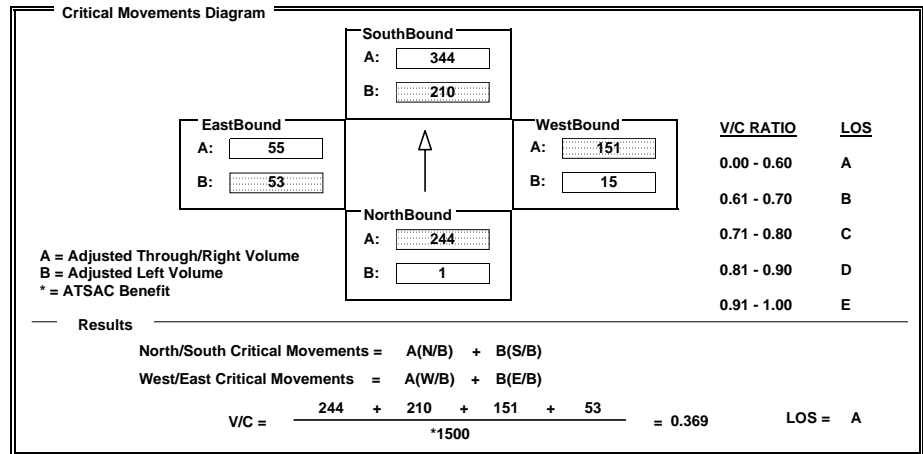 Critical Movements Diagram
SouthBound
A: 344
B: 210
EastBound
A: 55
B: 53
WestBound
A: 151
B: 15
NorthBound
A: 244
B: 1
V/C RATIO LOS
0.00 - 0.60 A
0.61 - 0.70 B
0.71 - 0.80 C
0.81 - 0.90 D
0.91 - 1.00 E
A = Adjusted Through/Right Volume
B = Adjusted Left Volume
* = ATSAC Benefit
Results
North/South Critical Movements = A(N/B) + B(S/B)
West/East Critical Movements = A(W/B) + B(E/B)
V/C = 244 + 210 + 151 + 53 = 0.369 LOS = A
*1500